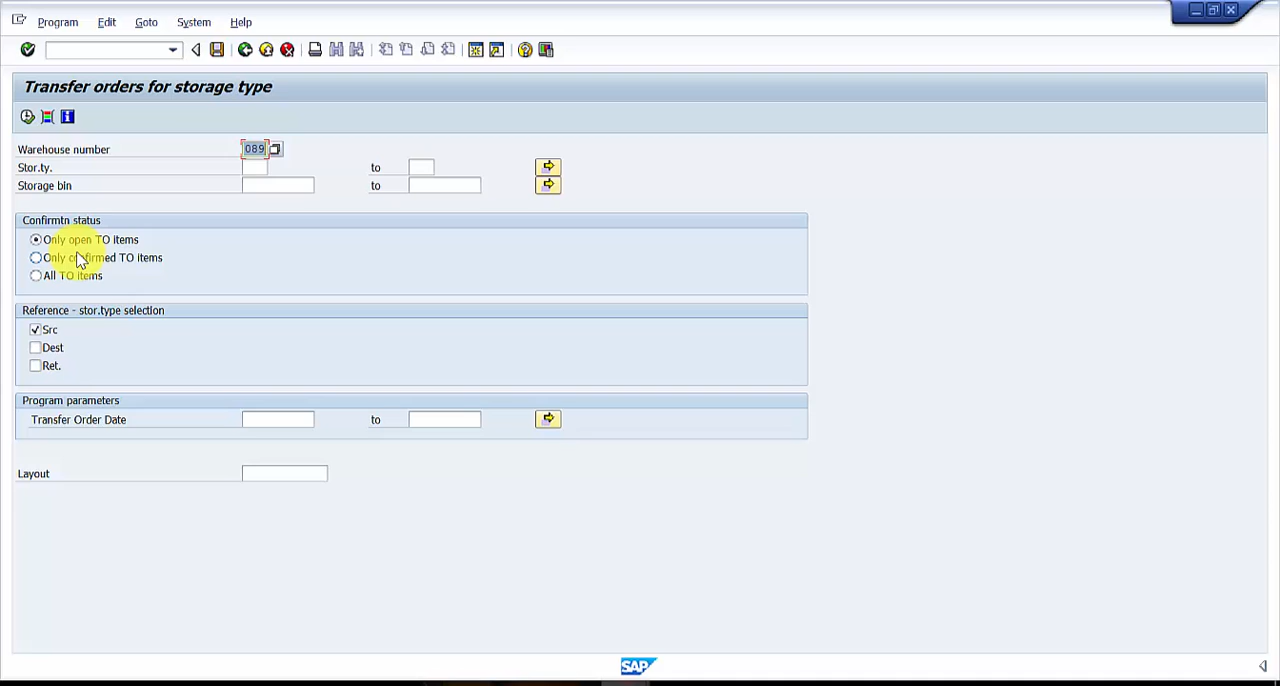 Program Edit Goto System Help
Transfer orders for storage type
Warehouse number 089
Stor.ty. to
Storage bin to
Confirmtn status
Only open TO items
Only confirmed TO items
All TO items
Reference - stor.type selection
Src
Dest
Ret.
Program parameters
Transfer Order Date to
Layout
SAP